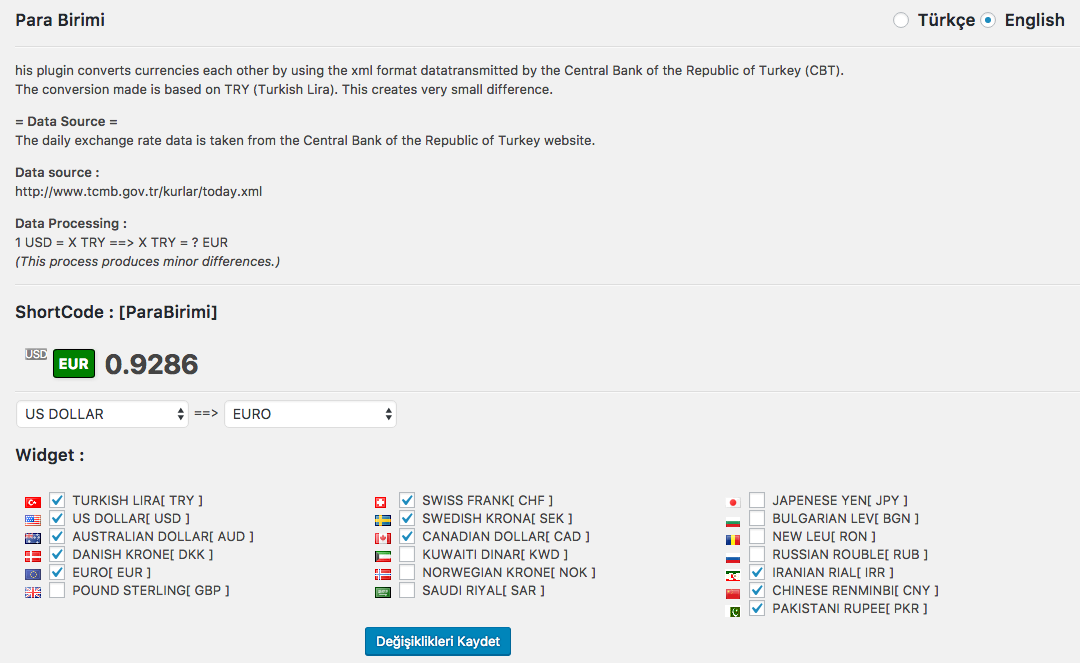 Para Birimi
Türkçe English
his plugin converts currencies each other by using the xml format datatransmitted by the Central Bank of the Republic of Turkey (CBT).
The conversion made is based on TRY (Turkish Lira). This creates very small difference.
= Data Source =
The daily exchange rate data is taken from the Central Bank of the Republic of Turkey website.
Data source :
http://www.tcmb.gov.tr/kurlar/today.xml
Data Processing :
1 USD = X TRY ==> X TRY = ? EUR
(This process produces minor differences.)
ShortCode : [ParaBirimi]
USD EUR 0.9286
US DOLLAR ==> EURO
Widget :
TURKISH LIRA[ TRY ]
US DOLLAR[ USD ]
AUSTRALIAN DOLLAR[ AUD ]
DANISH KRONE[ DKK ]
EURO[ EUR ]
POUND STERLING[ GBP ]
SWISS FRANK[ CHF ]
SWEDISH KRONA[ SEK ]
CANADIAN DOLLAR[ CAD ]
KUWAITI DINAR[ KWD ]
NORWEGIAN KRONE[ NOK ]
SAUDI RIYAL[ SAR ]
JAPENESE YEN[ JPY ]
BULGARIAN LEV[ BGN ]
NEW LEU[ RON ]
RUSSIAN ROUBLE[ RUB ]
IRANIAN RIAL[ IRR ]
CHINESE RENMINBI[ CNY ]
PAKISTANI RUPEE[ PKR ]
Değişiklikleri Kaydet